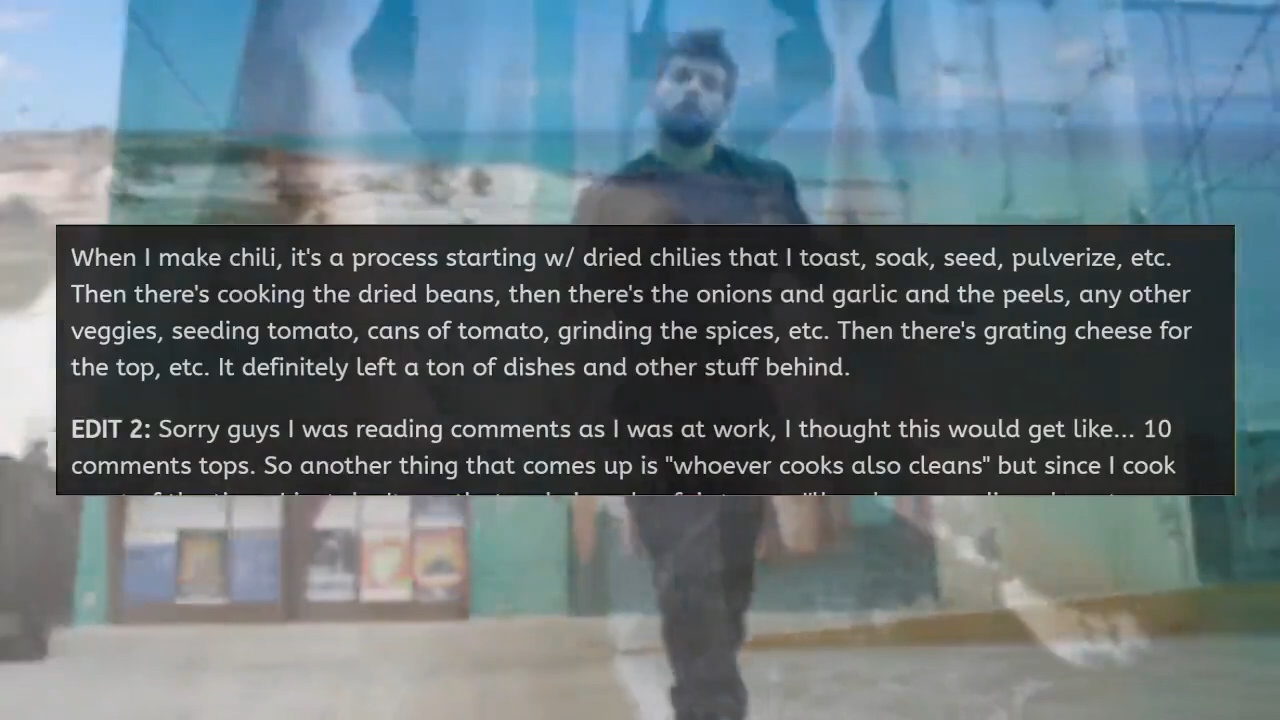 When I make chili, it's a process starting w/ dried chilies that I toast, soak, seed, pulverize, etc.
Then there's cooking the dried beans, then there's the onions and garlic and the peels, any other
veggies, seeding tomato, cans of tomato, grinding the spices, etc. Then there's grating cheese for
the top, etc. It definitely left a ton of dishes and other stuff behind.
EDIT 2: Sorry guys I was reading comments as I was at work, I thought this would get like... 10
comments tops. So another thing that comes up is "whoever cooks also cleans" but since I cook